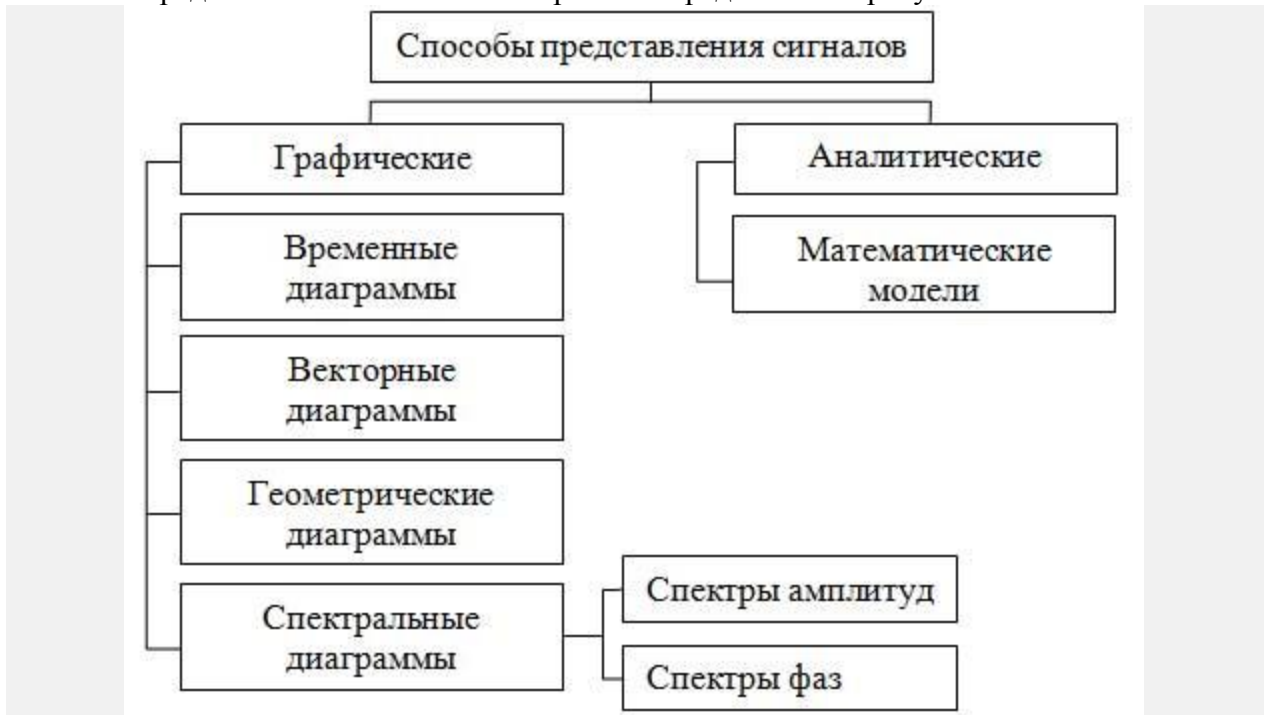 Способы представления сигналов
Графические
Аналитические
Временные
диаграммы
Математические
модели
Векторные
диаграммы
Геометрические
диаграммы
Спектральные
диаграммы
Спектры амплитуд
Спектры фаз